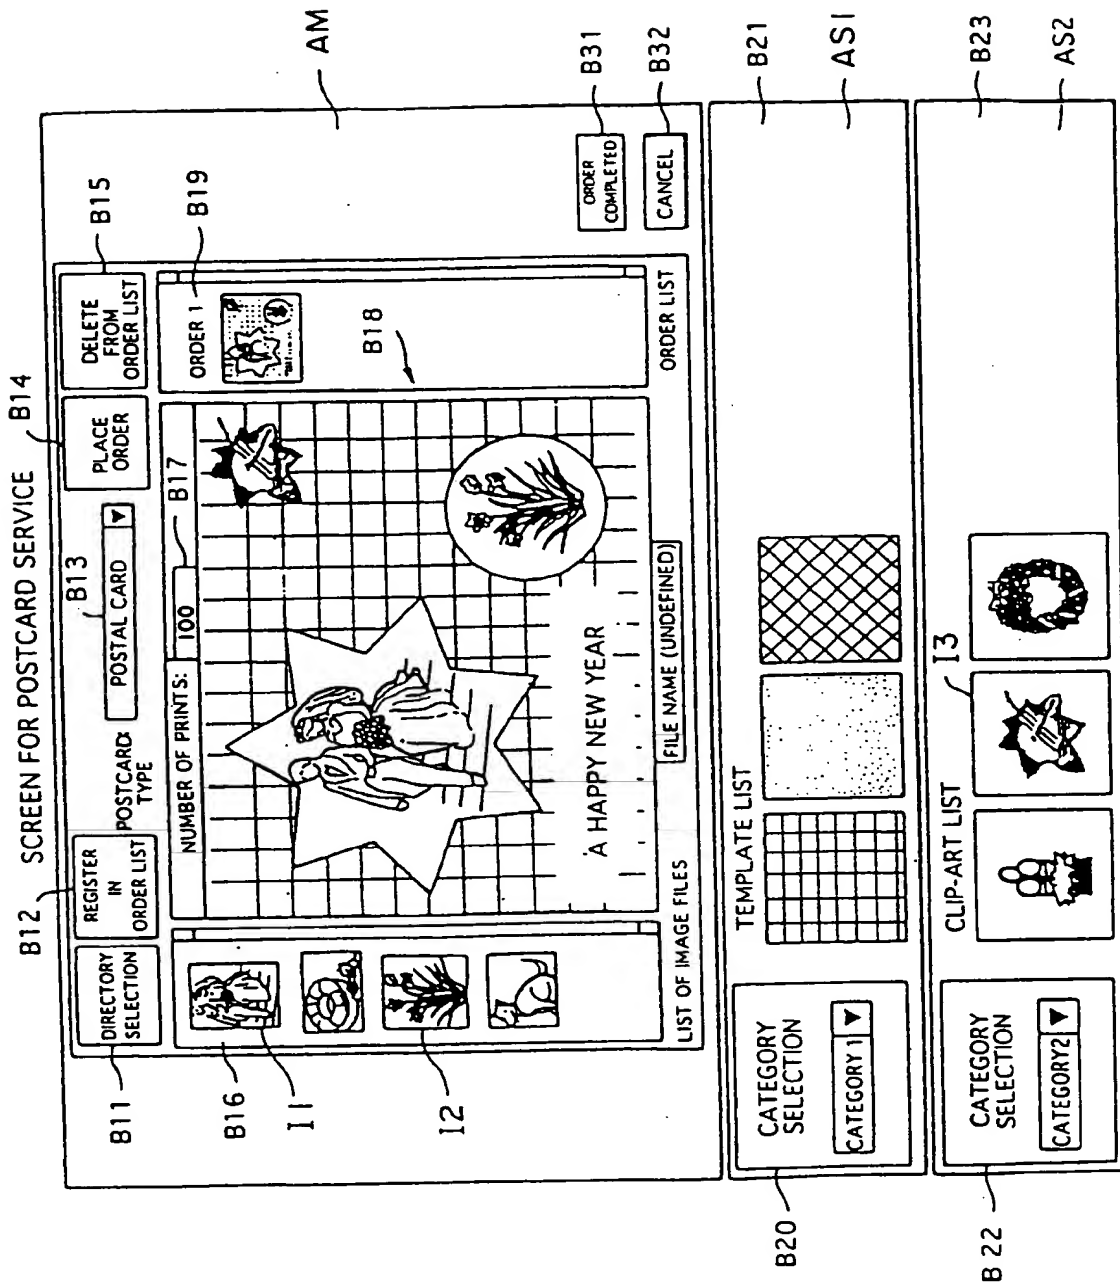 SCREEN FOR POSTCARD SERVICE
B11
B12
B13
B14
B15
DIRECTORY
SELECTION
REGISTER
IN
ORDER LIST
POSTCARD
TYPE
POSTAL CARD
PLACE
ORDER
DELETE
FROM
ORDER LIST
AM
B16
I1
I2
NUMBER OF PRINTS: 100
B17
ORDER 1
B19
B18
A HAPPY NEW YEAR
LIST OF IMAGE FILES
FILE NAME (UNDEFINED)
ORDER LIST
ORDER
COMPLETED
B31
CANCEL
B32
B20
CATEGORY
SELECTION
CATEGORY 1
TEMPLATE LIST
B21
AS1
B22
CATEGORY
SELECTION
CATEGORY2
CLIP-ART LIST
I3
B23
AS2